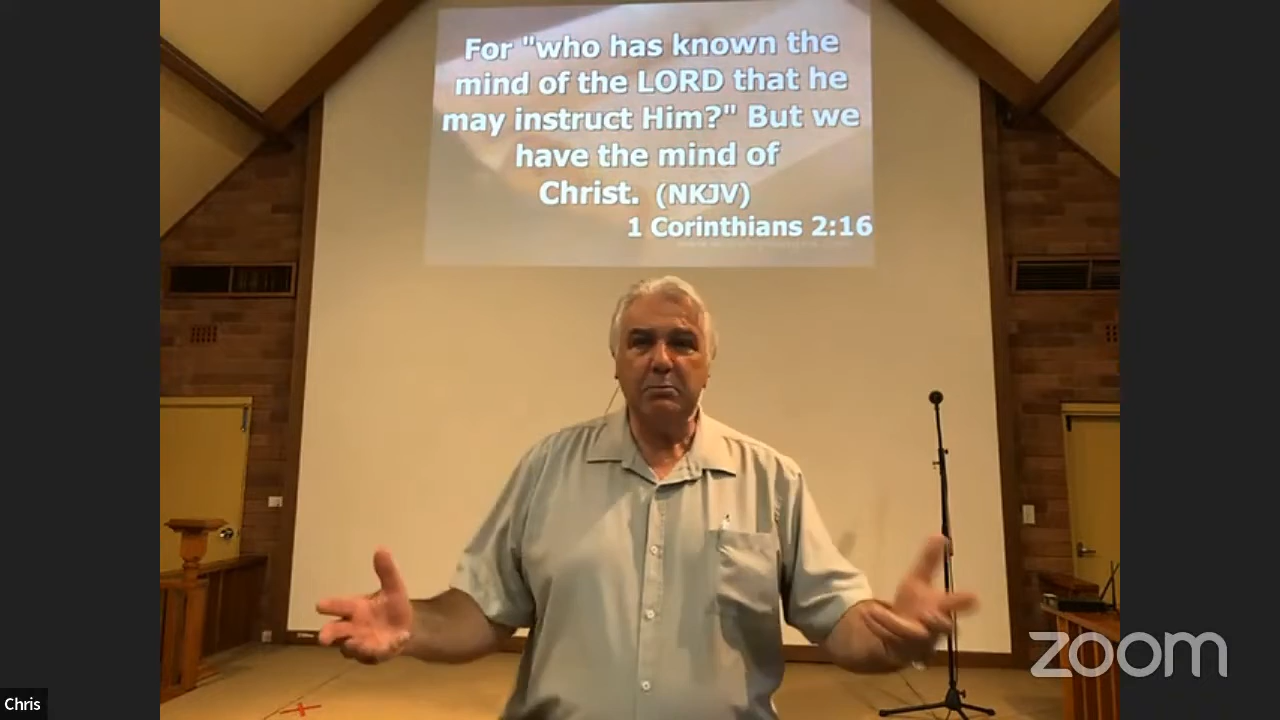 For "who has known the
mind of the LORD that he
may instruct Him?" But we
have the mind of
Christ. (NKJV)
1 Corinthians 2:16
zoom
Chris